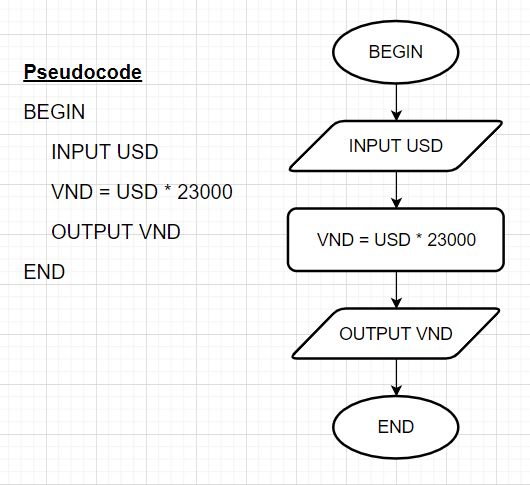 Pseudocode
BEGIN
INPUT USD
VND = USD * 23000
OUTPUT VND
END
BEGIN
INPUT USD
VND = USD * 23000
OUTPUT VND
END